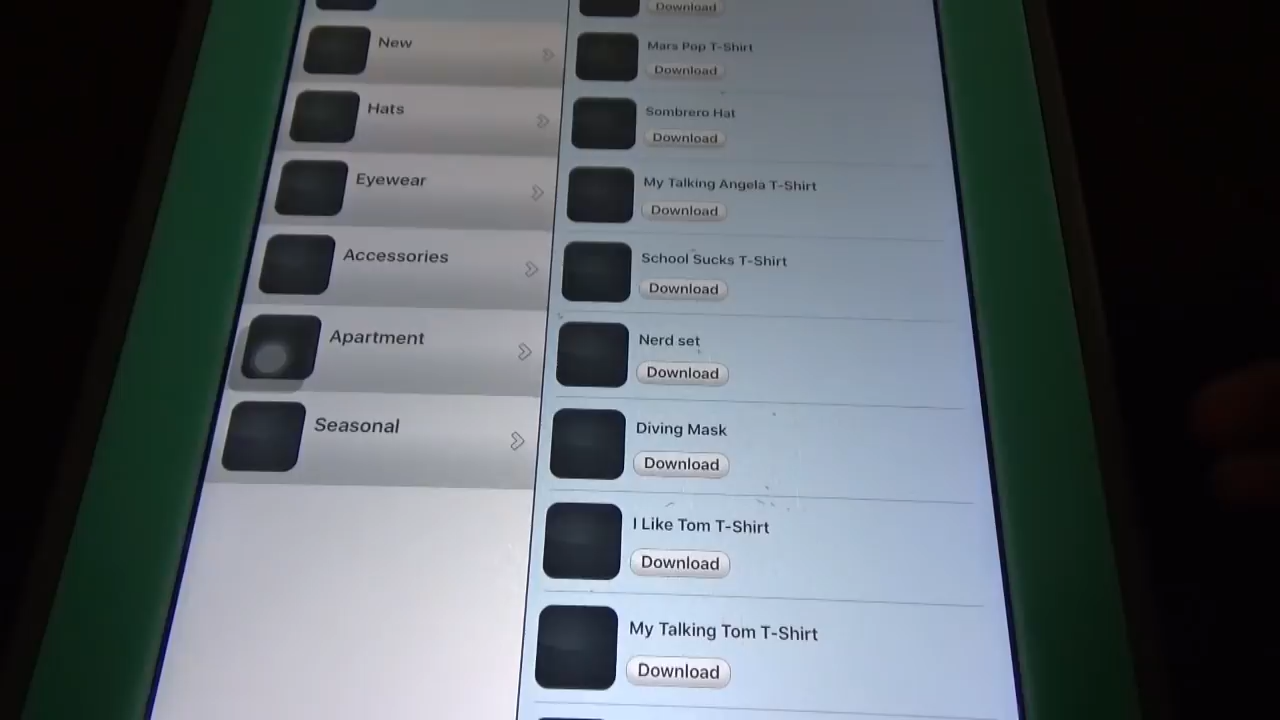 New
Hats
Eyewear
Accessories
Apartment
Seasonal
Download
Mars Pop T-Shirt
Download
Sombrero Hat
Download
My Talking Angela T-Shirt
Download
School Sucks T-Shirt
Download
Nerd set
Download
Diving Mask
Download
I Like Tom T-Shirt
Download
My Talking Tom T-Shirt
Download